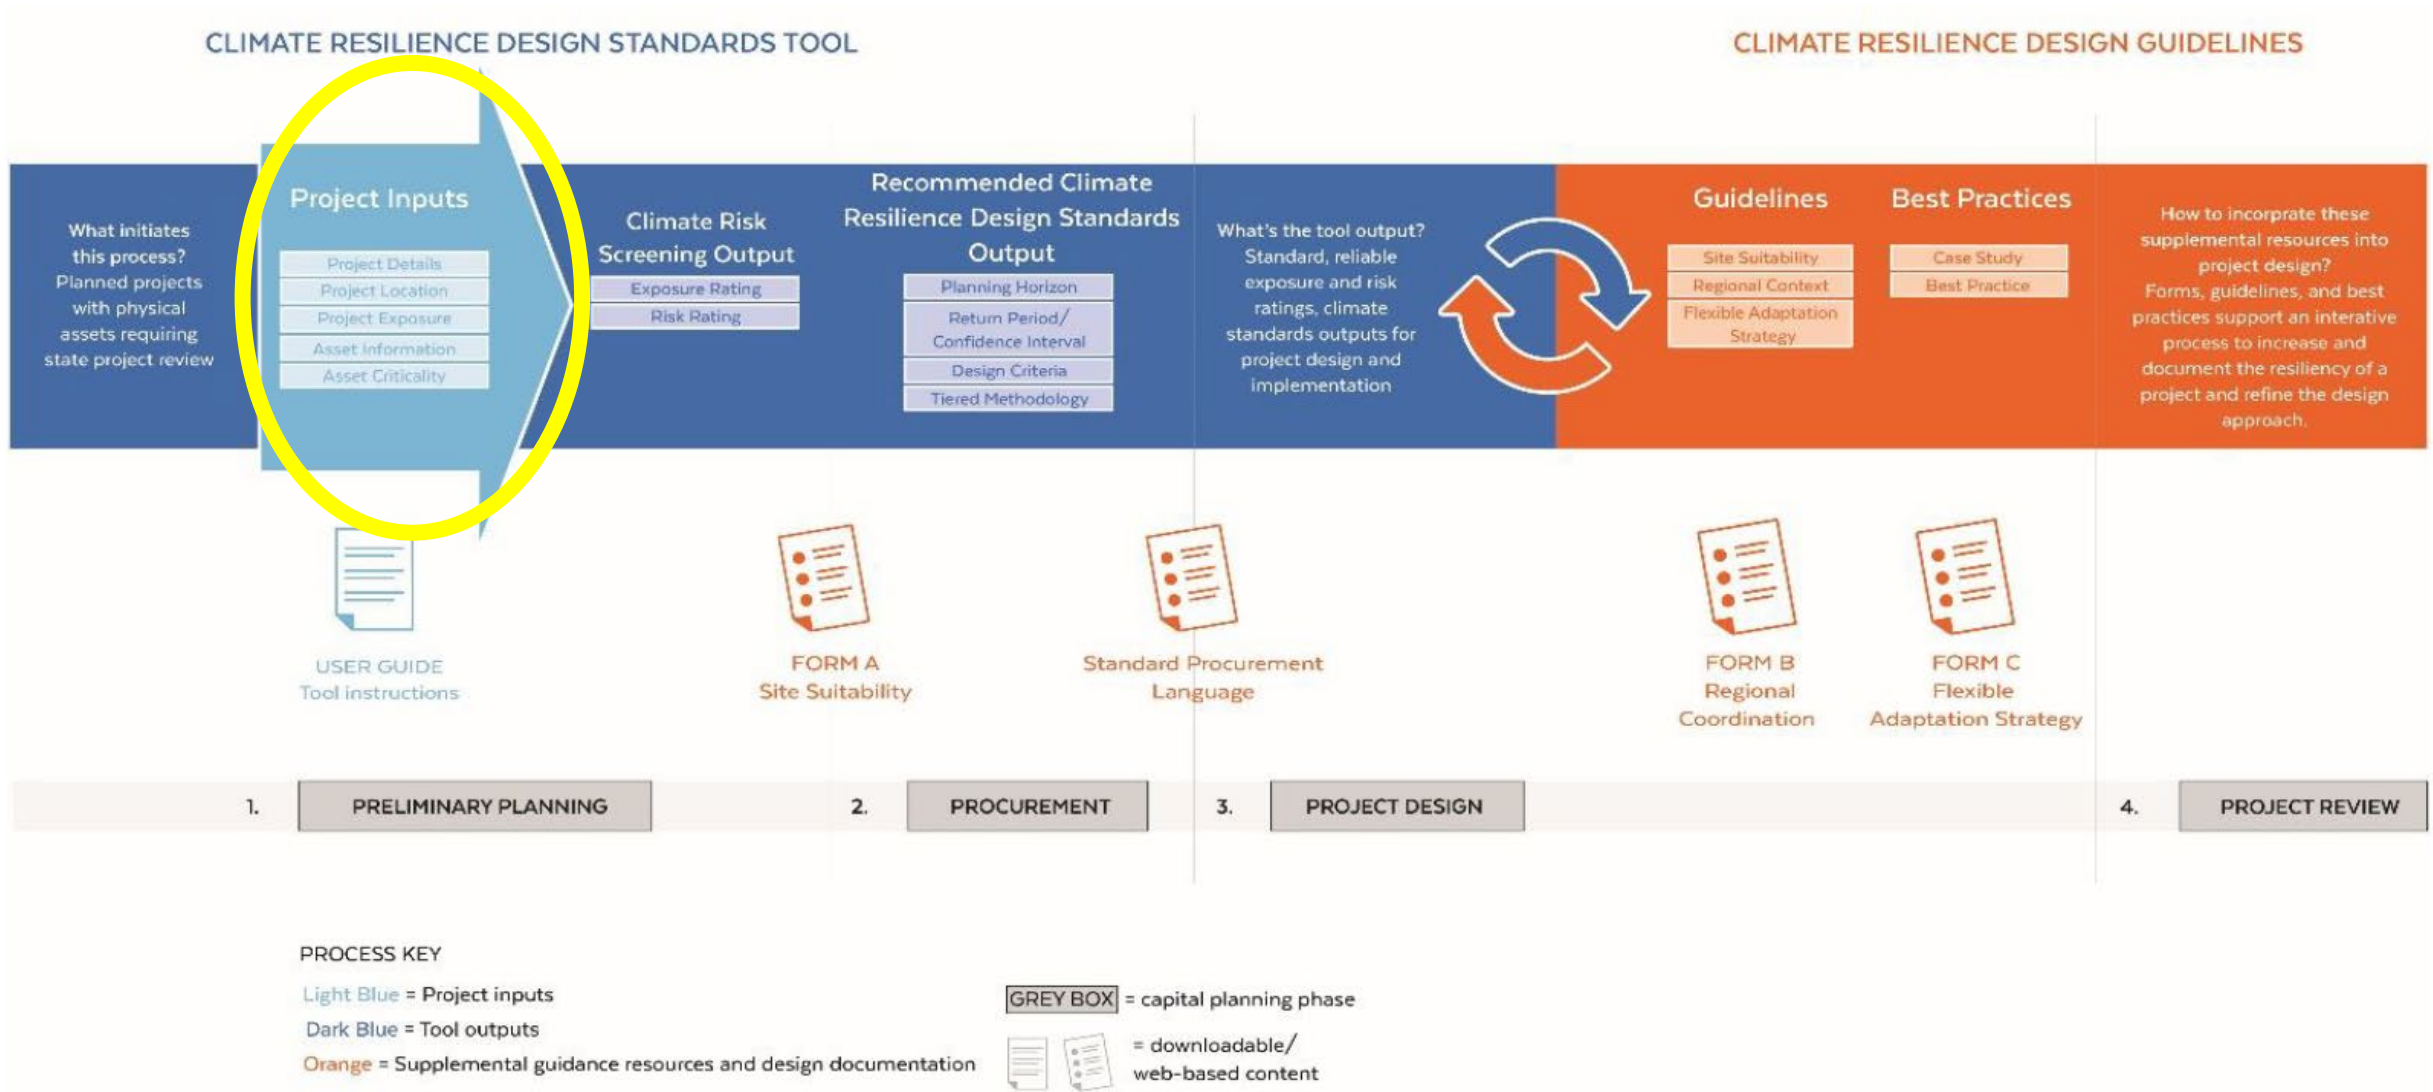 CLIMATE RESILIENCE DESIGN STANDARDS TOOL
CLIMATE RESILIENCE DESIGN GUIDELINES
What initiates
this process?
Planned projects
with physical
assets requiring
state project review
Project Inputs
Project Details
Project Location
Project Exposure
Asset Information
Asset Criticality
Climate Risk
Screening Output
Exposure Rating
Risk Rating
Recommended Climate
Resilience Design Standards
Output
Planning Horizon
Return Period/
Confidence Interval
Design Criteria
Tiered Methodology
What's the tool output?
Standard, reliable
exposure and risk
ratings, climate
standards outputs for
project design and
implementation
Guidelines
Site Suitability
Regional Context
Flexible Adaptation
Strategy
Best Practices
Case Study
Best Practice
How to incorprate these
supplemental resources into
project design?
Forms, guidelines, and best
practices support an interative
process to increase and
document the resiliency of a
project and refine the design
approach.
USER GUIDE
Tool instructions
FORM A
Site Suitability
Standard Procurement
Language
FORM B
Regional
Coordination
FORM C
Flexible
Adaptation Strategy
1. PRELIMINARY PLANNING
2. PROCUREMENT
3. PROJECT DESIGN
4. PROJECT REVIEW
PROCESS KEY
Light Blue = Project inputs
Dark Blue = Tool outputs
Orange = Supplemental guidance resources and design documentation
GREY BOX = capital planning phase
= downloadable/
web-based content